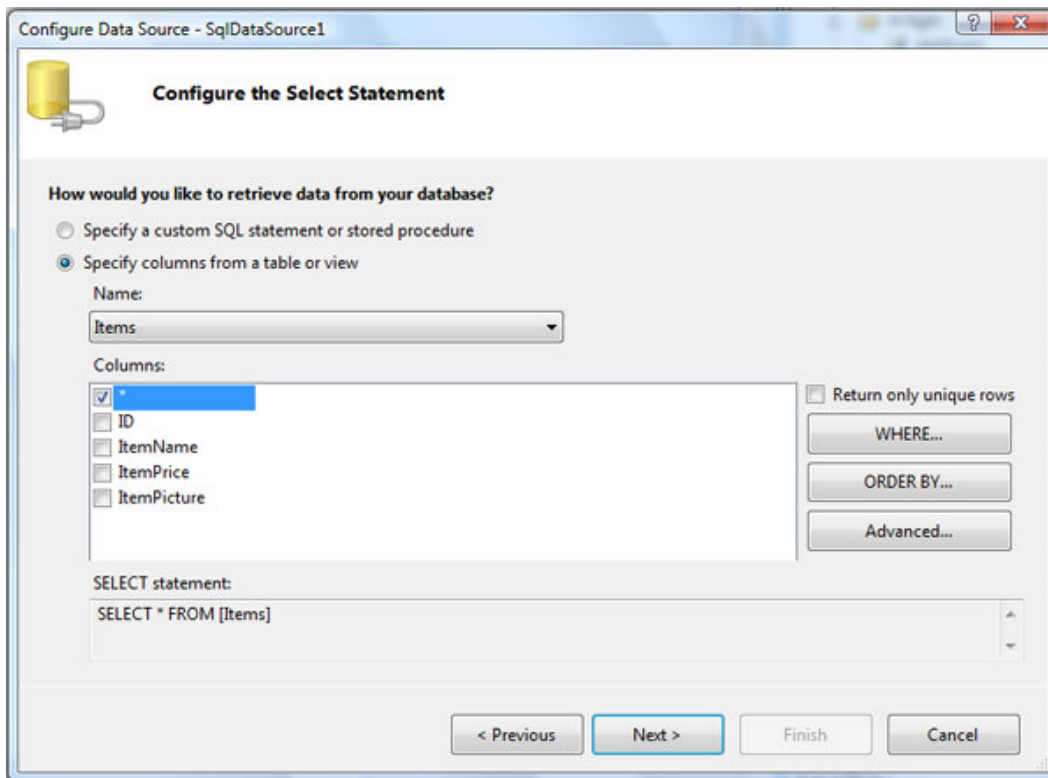 Configure Data Source - SqlDataSource1
Configure the Select Statement
How would you like to retrieve data from your database?
Specify a custom SQL statement or stored procedure
Specify columns from a table or view
Name:
Items
Columns:
*
Return only unique rows
ID
WHERE...
ItemName
ItemPrice
ORDER BY...
ItemPicture
Advanced...
SELECT statement:
SELECT * FROM [Items]
< Previous
Next >
Finish
Cancel